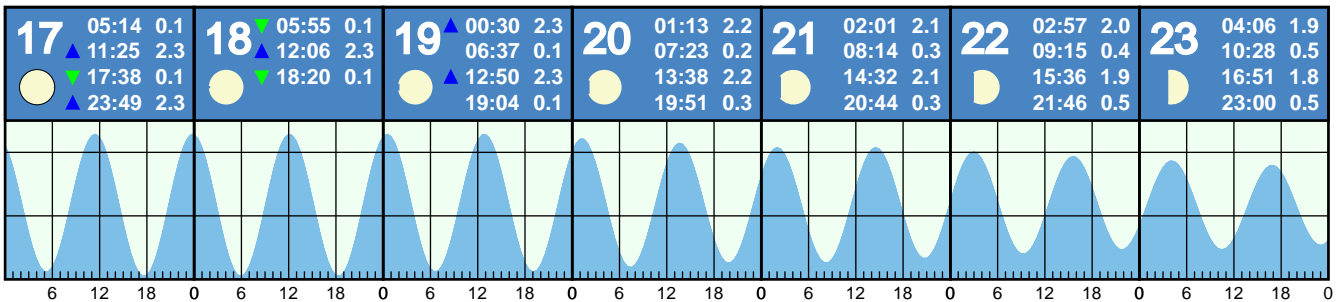 17
05:14 0.1
▲ 11:25 2.3
▼ 17:38 0.1
▲ 23:49 2.3
18
▼ 05:55 0.1
▲ 12:06 2.3
▼ 18:20 0.1
19
▲ 00:30 2.3
06:37 0.1
▲ 12:50 2.3
19:04 0.1
20
01:13 2.2
07:23 0.2
13:38 2.2
19:51 0.3
21
02:01 2.1
08:14 0.3
14:32 2.1
20:44 0.3
22
02:57 2.0
09:15 0.4
15:36 1.9
21:46 0.5
23
04:06 1.9
10:28 0.5
16:51 1.8
23:00 0.5
6 12 18 0 6 12 18 0 6 12 18 0 6 12 18 0 6 12 18 0 6 12 18 0 6 12 18 0